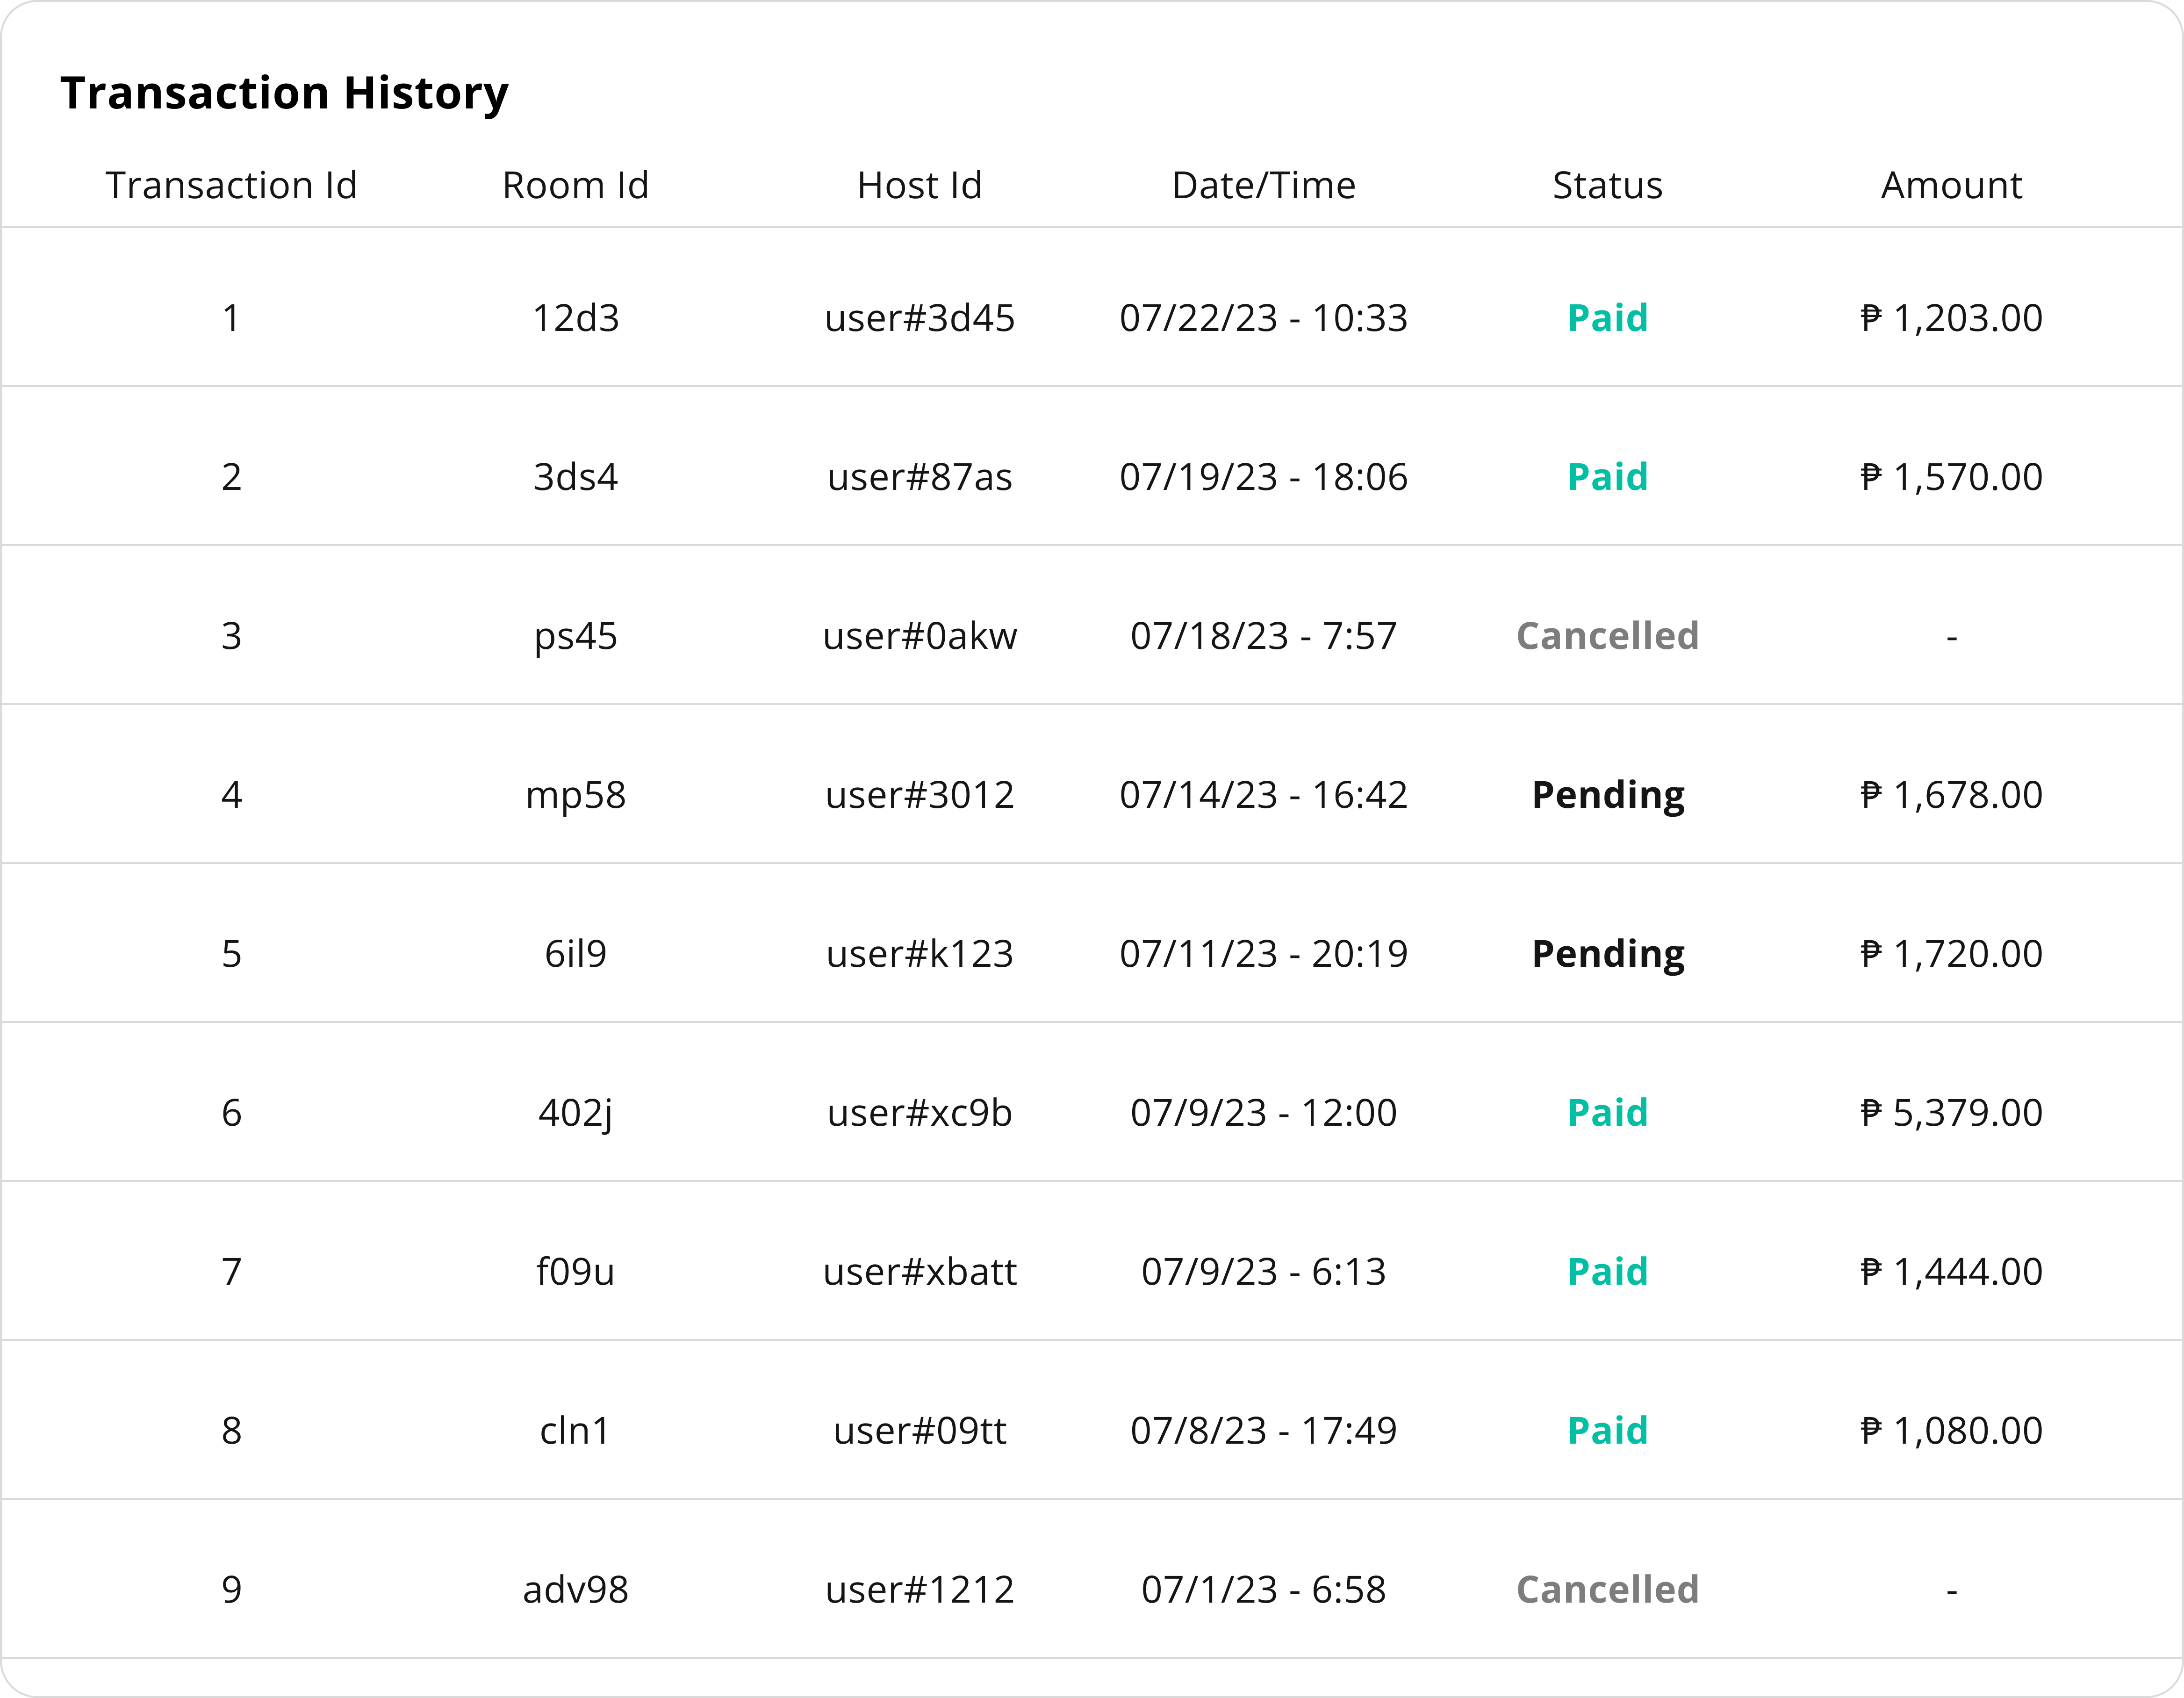 Transaction History
Transaction Id Room Id Host Id Date/Time Status Amount
1 12d3 user#3d45 07/22/23 - 10:33 Paid ₱ 1,203.00
2 3ds4 user#87as 07/19/23 - 18:06 Paid ₱ 1,570.00
3 ps45 user#0akw 07/18/23 - 7:57 Cancelled -
4 mp58 user#3012 07/14/23 - 16:42 Pending ₱ 1,678.00
5 6il9 user#k123 07/11/23 - 20:19 Pending ₱ 1,720.00
6 402j user#xc9b 07/9/23 - 12:00 Paid ₱ 5,379.00
7 f09u user#xbatt 07/9/23 - 6:13 Paid ₱ 1,444.00
8 cln1 user#09tt 07/8/23 - 17:49 Paid ₱ 1,080.00
9 adv98 user#1212 07/1/23 - 6:58 Cancelled -